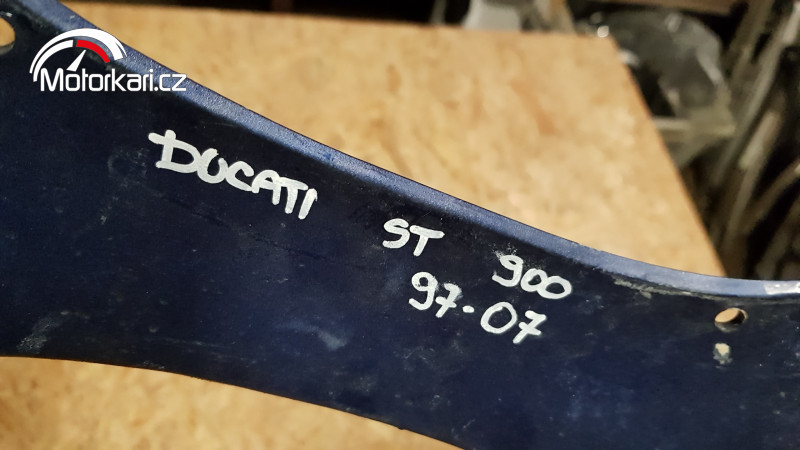 Motorkari.cz
DUCATI ST 900
97-07